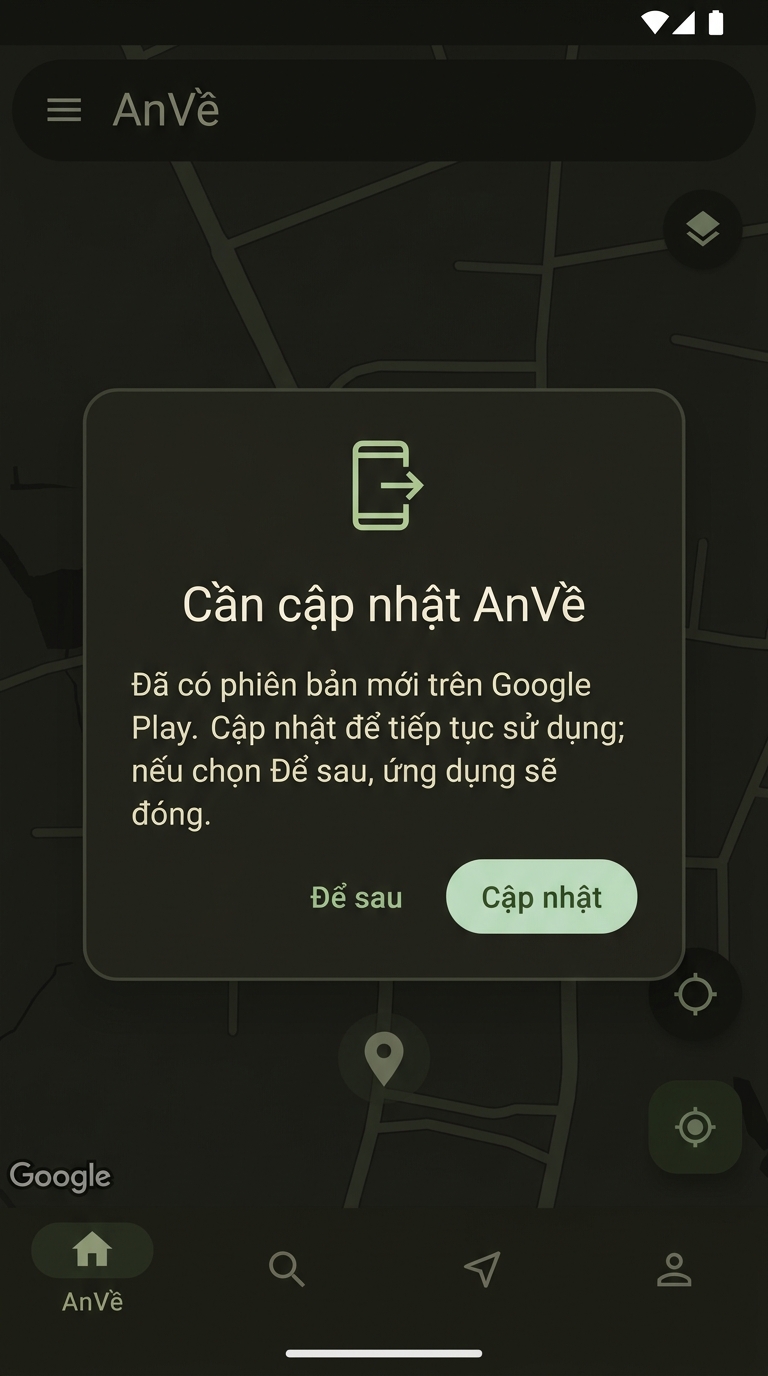 AnVề
Cần cập nhật AnVề
Đã có phiên bản mới trên Google
Play. Cập nhật để tiếp tục sử dụng;
nếu chọn Để sau, ứng dụng sẽ
đóng.
Để sau
Cập nhật
Google
AnVề